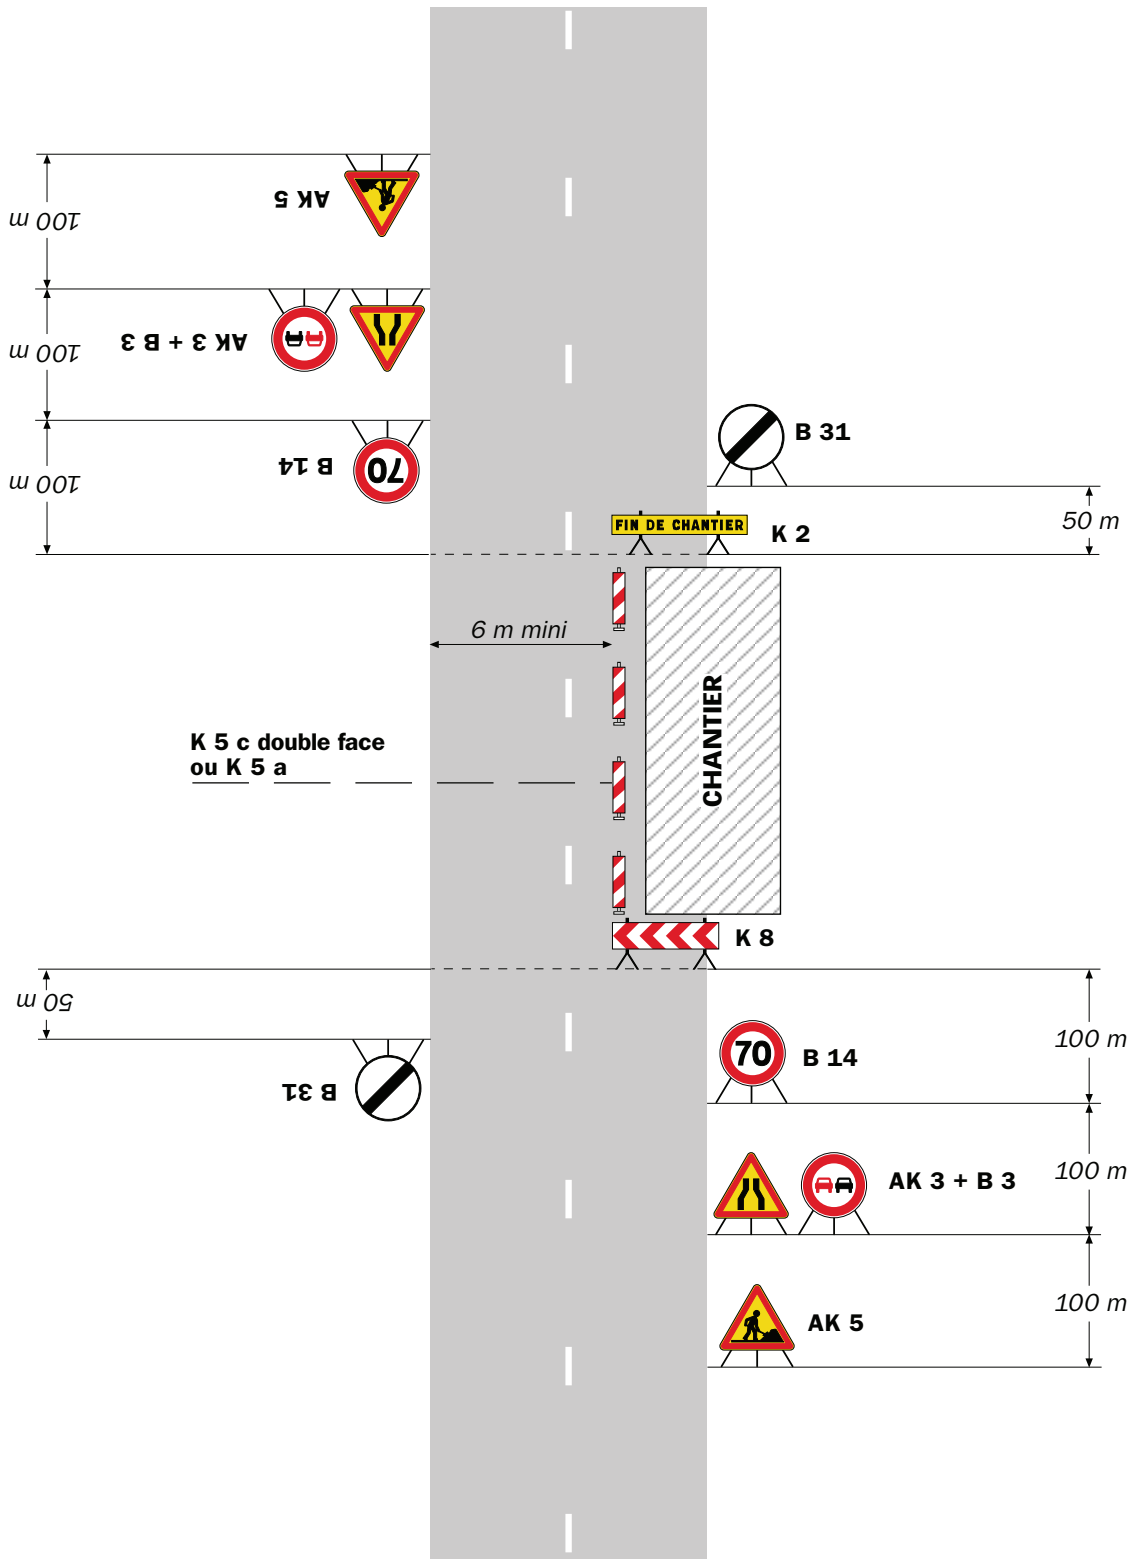 AK 5
100 m
AK 3 + B 3
100 m
B 14
70
100 m
B 31
50 m
FIN DE CHANTIER
K 2
6 m mini
CHANTIER
K 5 c double face
ou K 5 a
K 8
50 m
B 31
70
B 14
100 m
AK 3 + B 3
100 m
AK 5
100 m